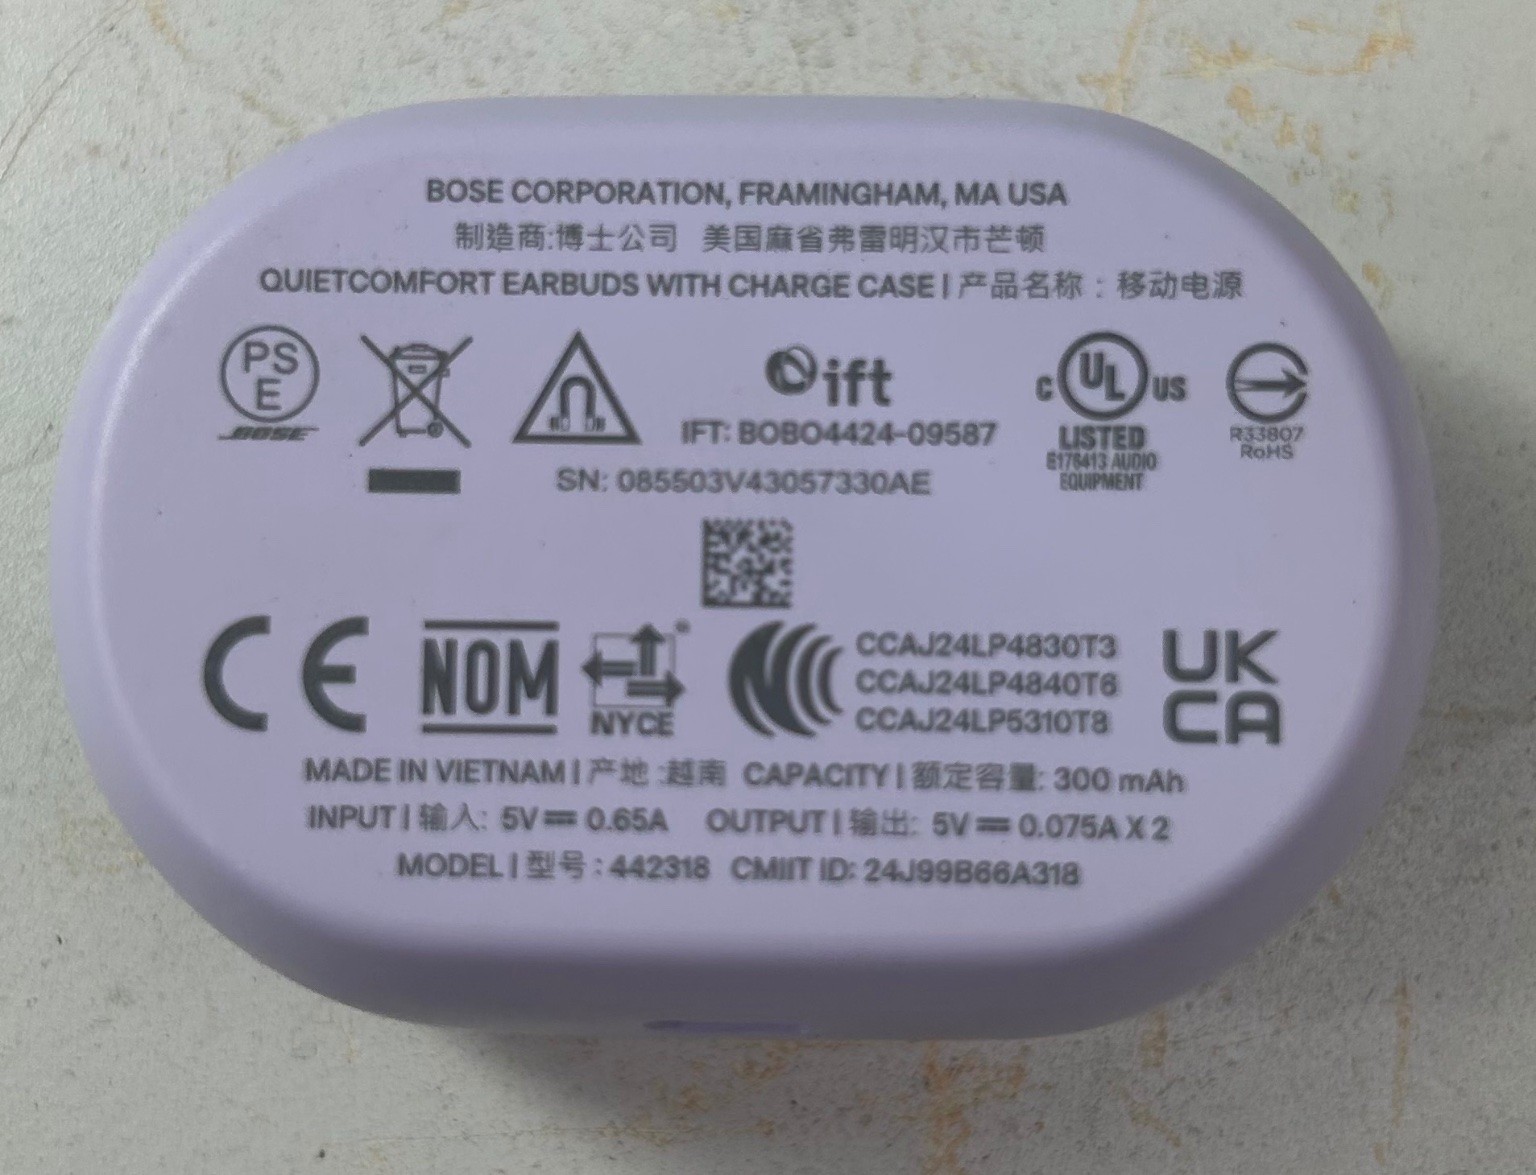 BOSE CORPORATION, FRAMINGHAM, MA USA
制造商:博士公司 美国麻省弗雷明汉市芒顿
QUIETCOMFORT EARBUDS WITH CHARGE CASE | 产品名称：移动电源
PS
E
BOSE
ift
IFT: BOBO4424-09587
SN: 085503V43057330AE
C UL US
LISTED
E176413 AUDIO
EQUIPMENT
R33807
RoHS
CE
NOM
NYCE
CCAJ24LP4830T3
CCAJ24LP4840T6
CCAJ24LP5310T8
UK
CA
MADE IN VIETNAM | 产地:越南 CAPACITY | 额定容量: 300 mAh
INPUT | 输入: 5V⎓0.65A OUTPUT | 输出: 5V⎓0.075A X 2
MODEL | 型号:442318 CMIIT ID: 24J99B66A318